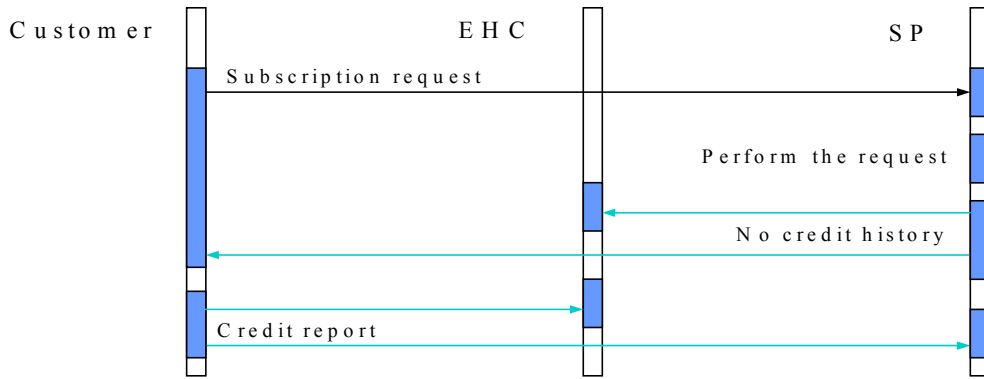 Customer
EHC
SP
Subscription request
Perform the request
No credit history
Credit report